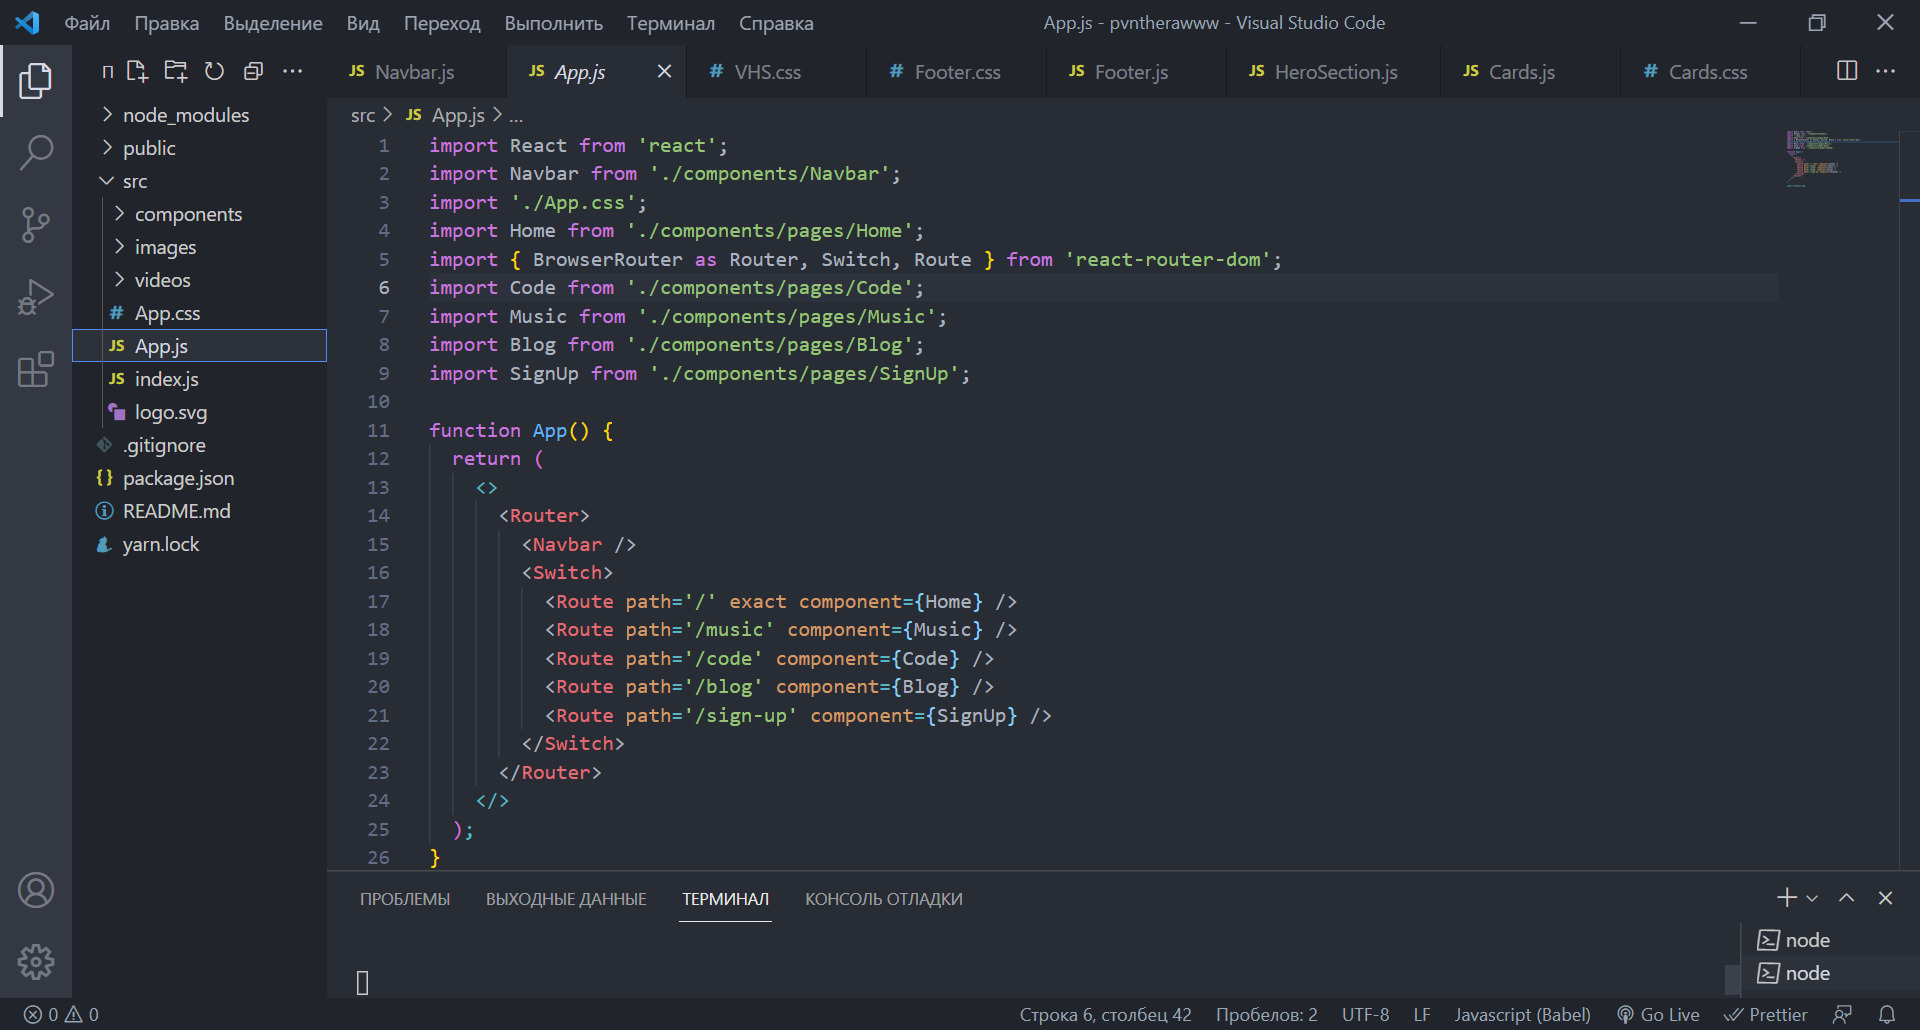 Файл Правка Выделение Вид Переход Выполнить Терминал Справка
App.js - pvntherawww - Visual Studio Code
П
node_modules
public
src
components
images
videos
# App.css
JS App.js
JS index.js
logo.svg
.gitignore
{} package.json
README.md
yarn.lock
JS Navbar.js
JS App.js
# VHS.css
# Footer.css
JS Footer.js
JS HeroSection.js
JS Cards.js
# Cards.css
src > JS App.js > ...
1 import React from 'react';
2 import Navbar from './components/Navbar';
3 import './App.css';
4 import Home from './components/pages/Home';
5 import { BrowserRouter as Router, Switch, Route } from 'react-router-dom';
6 import Code from './components/pages/Code';
7 import Music from './components/pages/Music';
8 import Blog from './components/pages/Blog';
9 import SignUp from './components/pages/SignUp';
10
11 function App() {
12 return (
13 <>
14 <Router>
15 <Navbar />
16 <Switch>
17 <Route path='/' exact component={Home} />
18 <Route path='/music' component={Music} />
19 <Route path='/code' component={Code} />
20 <Route path='/blog' component={Blog} />
21 <Route path='/sign-up' component={SignUp} />
22 </Switch>
23 </Router>
24 </>
25 );
26 }
ПРОБЛЕМЫ ВЫХОДНЫЕ ДАННЫЕ ТЕРМИНАЛ КОНСОЛЬ ОТЛАДКИ
node
node
0 0
Строка 6, столбец 42 Пробелов: 2 UTF-8 LF Javascript (Babel) Go Live Prettier